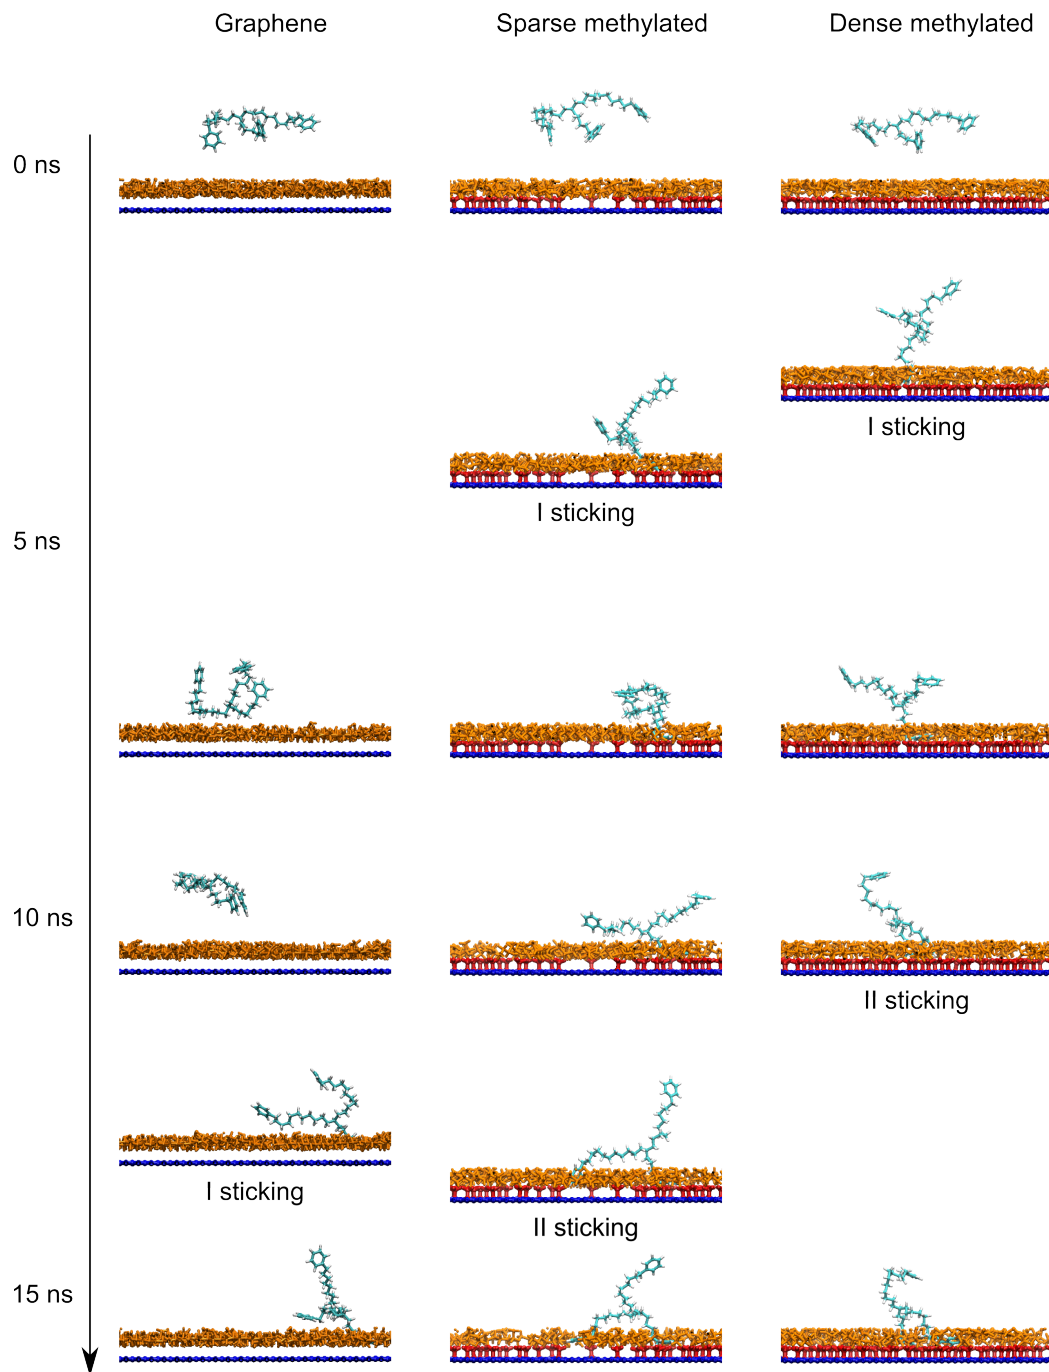 Graphene Sparse methylated Dense methylated
0 ns
I sticking
I sticking
5 ns
10 ns
II sticking
I sticking
II sticking
15 ns